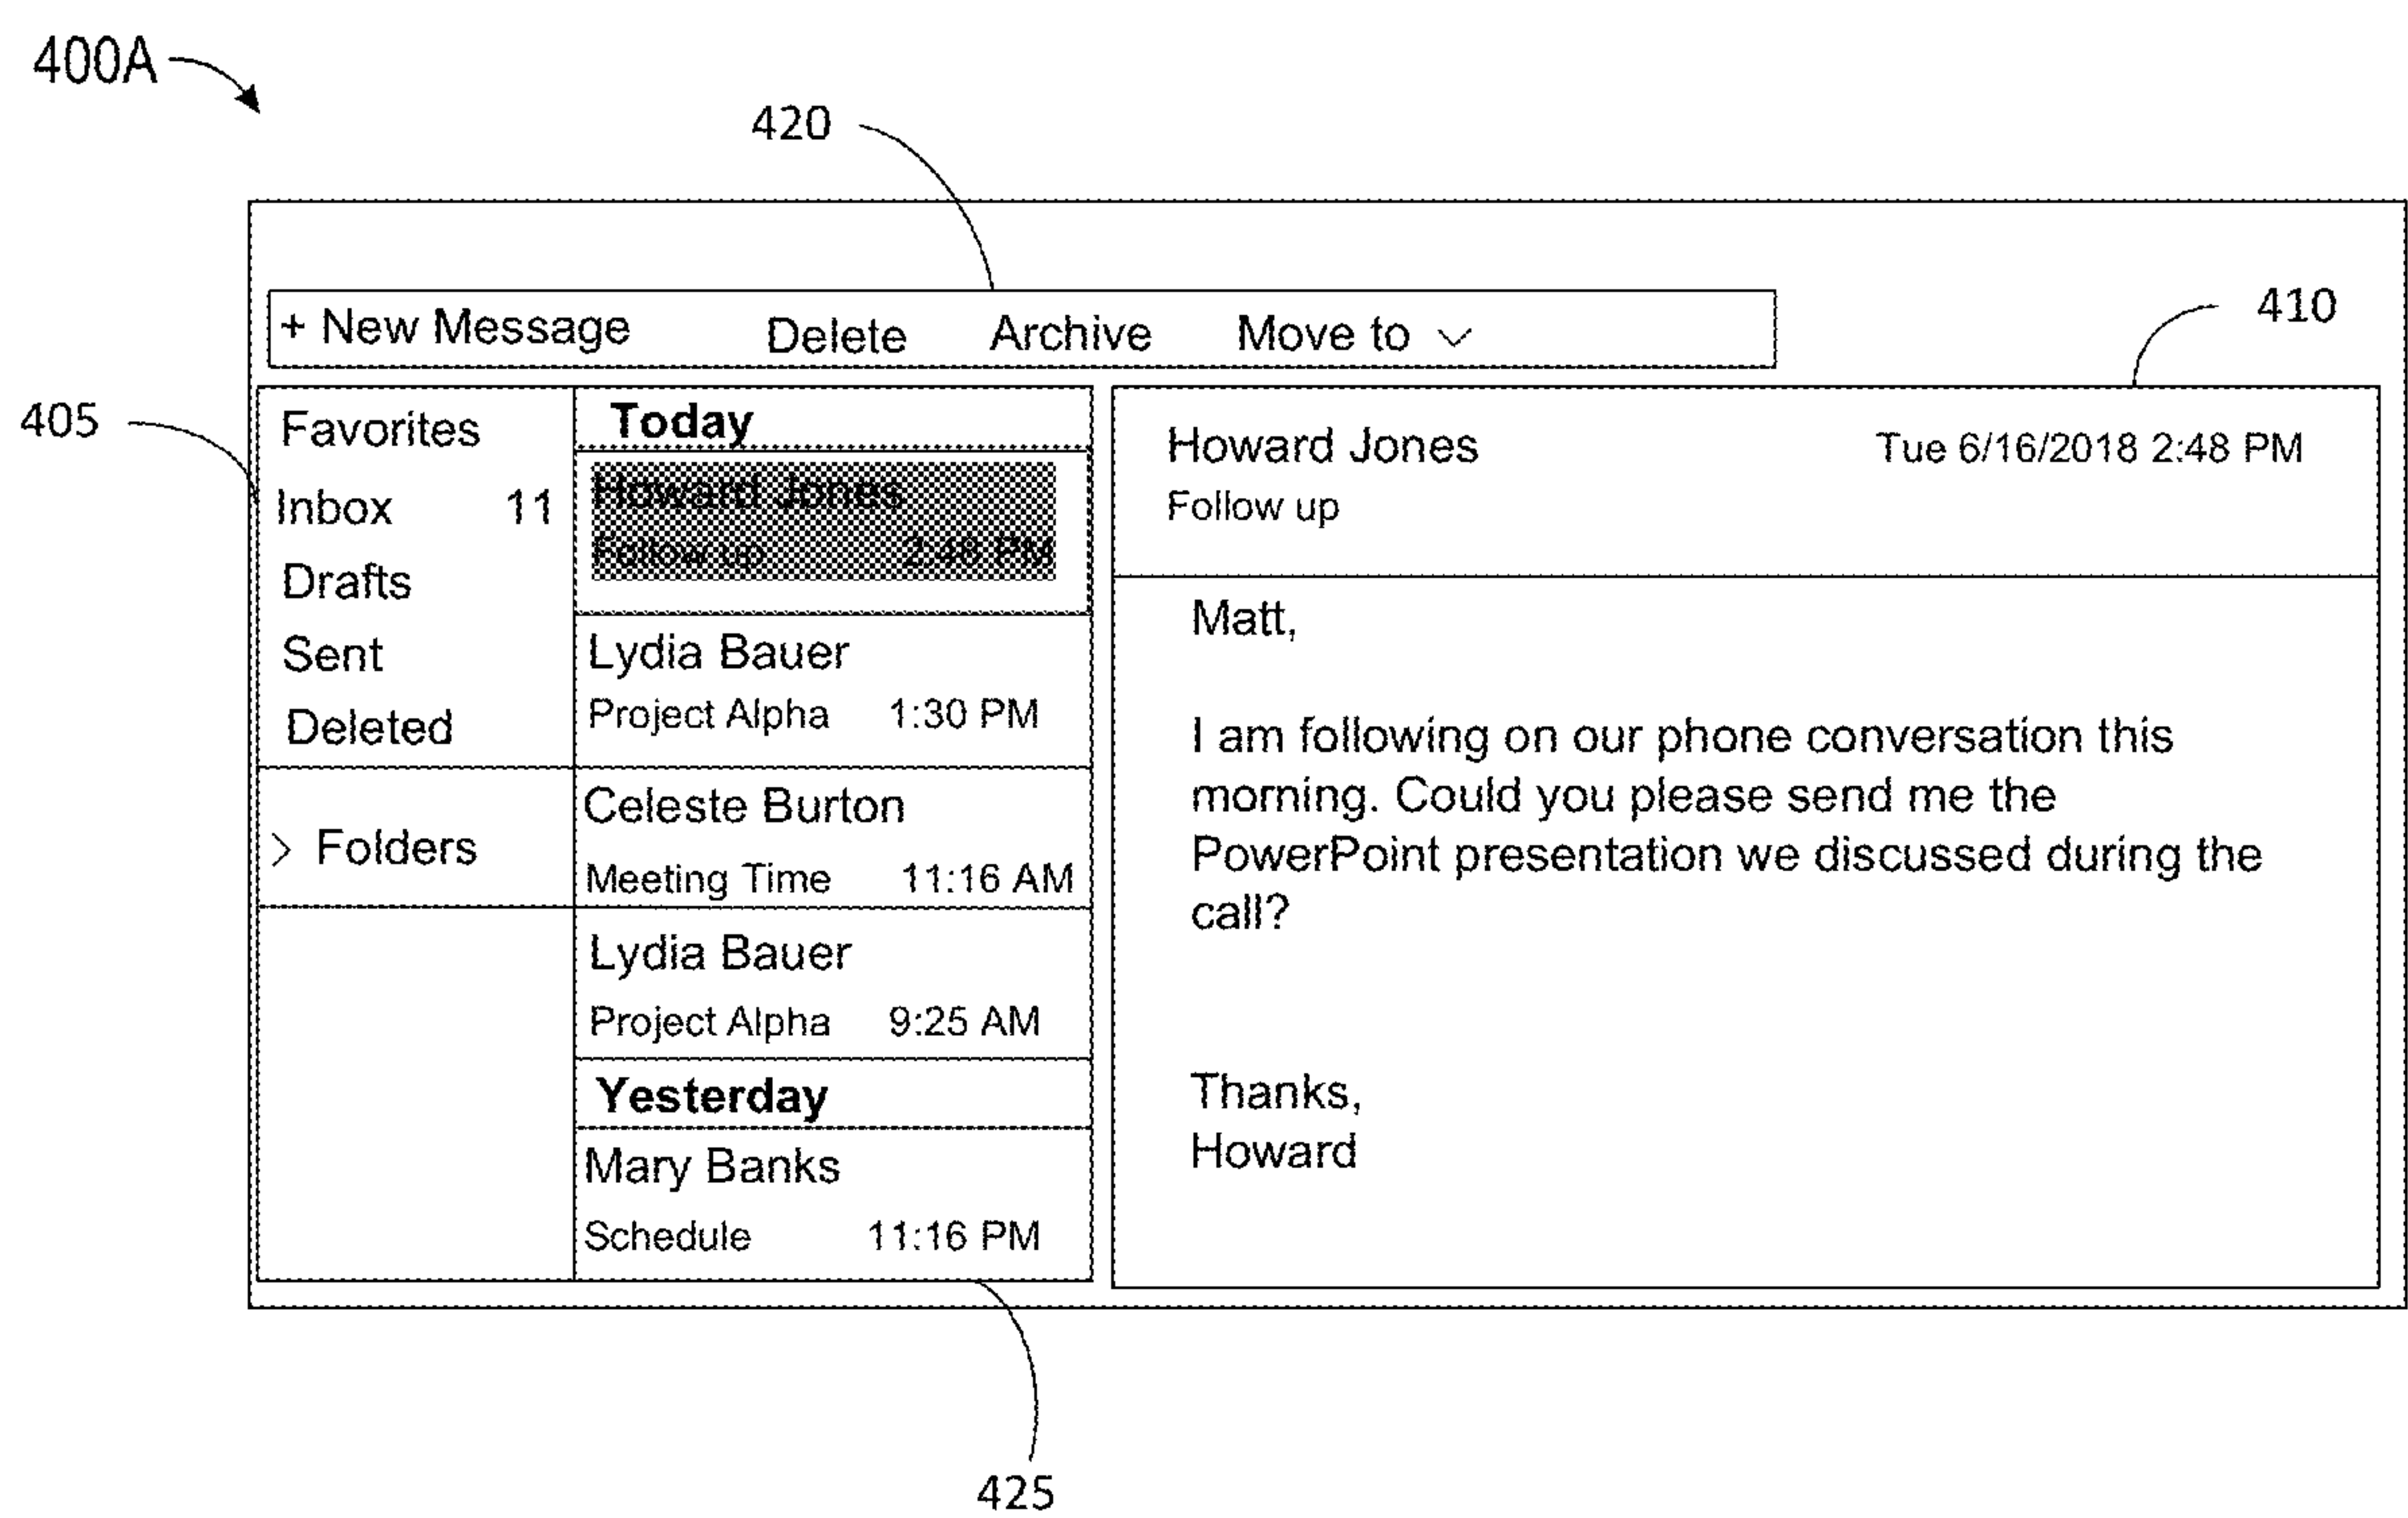 400A
420
+ New Message Delete Archive Move to
410
405
Favorites
Inbox 11
Drafts
Sent
Deleted
> Folders
Today
Howard Jones
Follow up 2:48 PM
Lydia Bauer
Project Alpha 1:30 PM
Celeste Burton
Meeting Time 11:16 AM
Lydia Bauer
Project Alpha 9:25 AM
Yesterday
Mary Banks
Schedule 11:16 PM
425
Howard Jones Tue 6/16/2018 2:48 PM
Follow up
Matt,
I am following on our phone conversation this
morning. Could you please send me the
PowerPoint presentation we discussed during the
call?
Thanks,
Howard